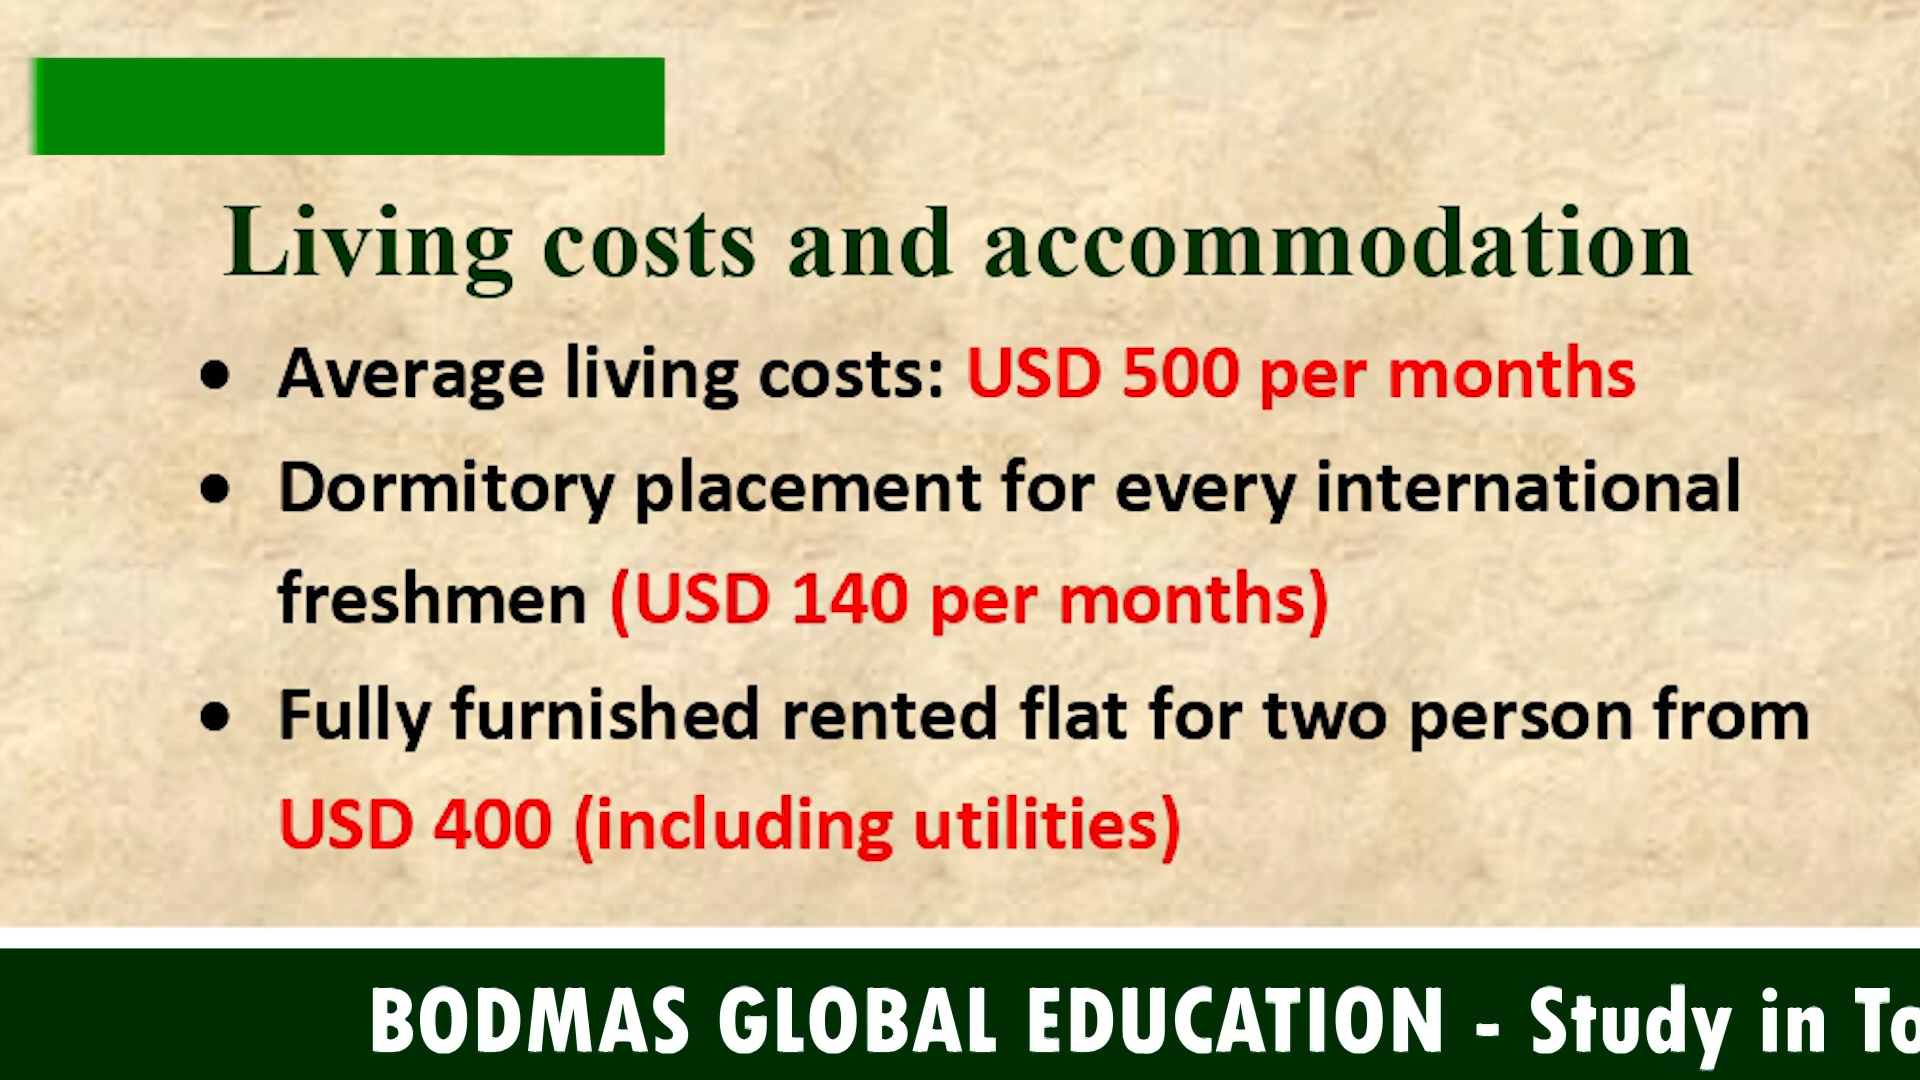 Living costs and accommodation
• Average living costs: USD 500 per months
• Dormitory placement for every international
freshmen (USD 140 per months)
• Fully furnished rented flat for two person from
USD 400 (including utilities)
BODMAS GLOBAL EDUCATION - Study in To